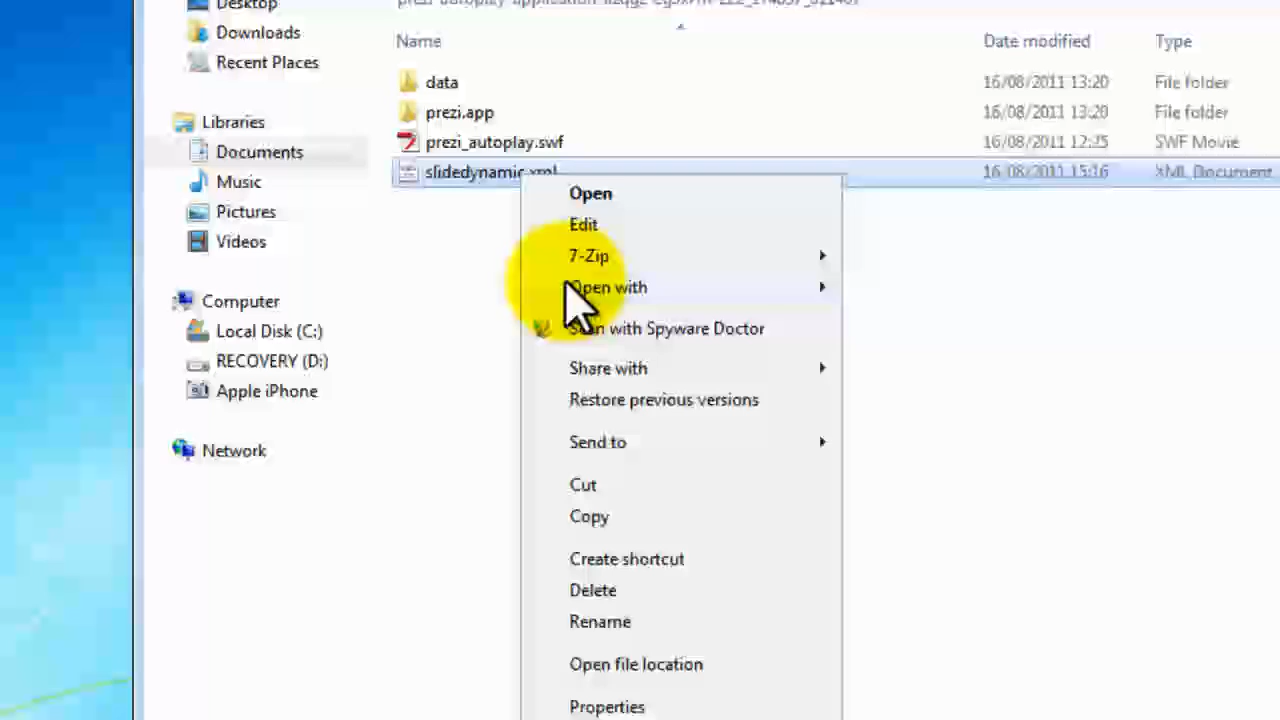 Desktop
Downloads
Recent Places
Libraries
Documents
Music
Pictures
Videos
Computer
Local Disk (C:)
RECOVERY (D:)
Apple iPhone
Network
Name Date modified Type
data 16/08/2011 13:20 File folder
prezi.app 16/08/2011 13:20 File folder
prezi_autoplay.swf 16/08/2011 12:25 SWF Movie
slidedynamic.xml 16/08/2011 15:16 XML Document
Open
Edit
7-Zip
Open with
Scan with Spyware Doctor
Share with
Restore previous versions
Send to
Cut
Copy
Create shortcut
Delete
Rename
Open file location
Properties